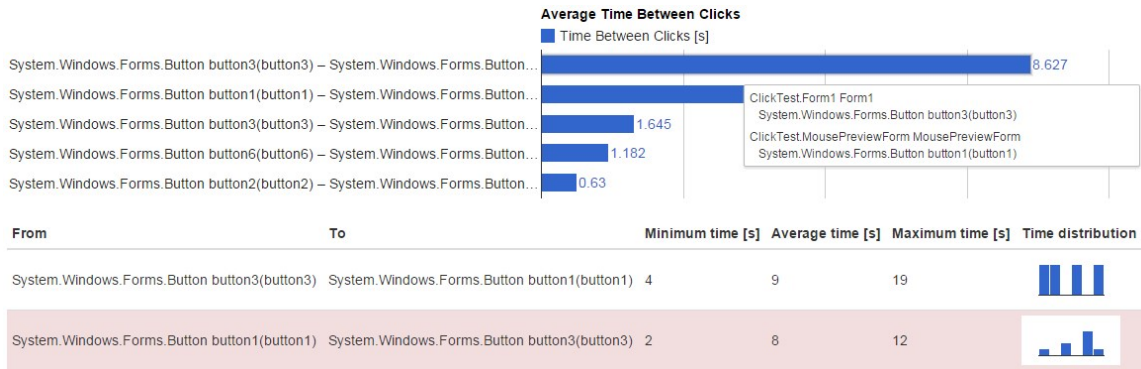 Average Time Between Clicks
Time Between Clicks [s]
System.Windows.Forms.Button button3(button3) – System.Windows.Forms.Button... 8.627
System.Windows.Forms.Button button1(button1) – System.Windows.Forms.Button...
System.Windows.Forms.Button button3(button3) – System.Windows.Forms.Button... 1.645
System.Windows.Forms.Button button6(button6) – System.Windows.Forms.Button... 1.182
System.Windows.Forms.Button button2(button2) – System.Windows.Forms.Button... 0.63
ClickTest.Form1 Form1
System.Windows.Forms.Button button3(button3)
ClickTest.MousePreviewForm MousePreviewForm
System.Windows.Forms.Button button1(button1)
From To Minimum time [s] Average time [s] Maximum time [s] Time distribution
System.Windows.Forms.Button button3(button3) System.Windows.Forms.Button button1(button1) 4 9 19
System.Windows.Forms.Button button1(button1) System.Windows.Forms.Button button3(button3) 2 8 12